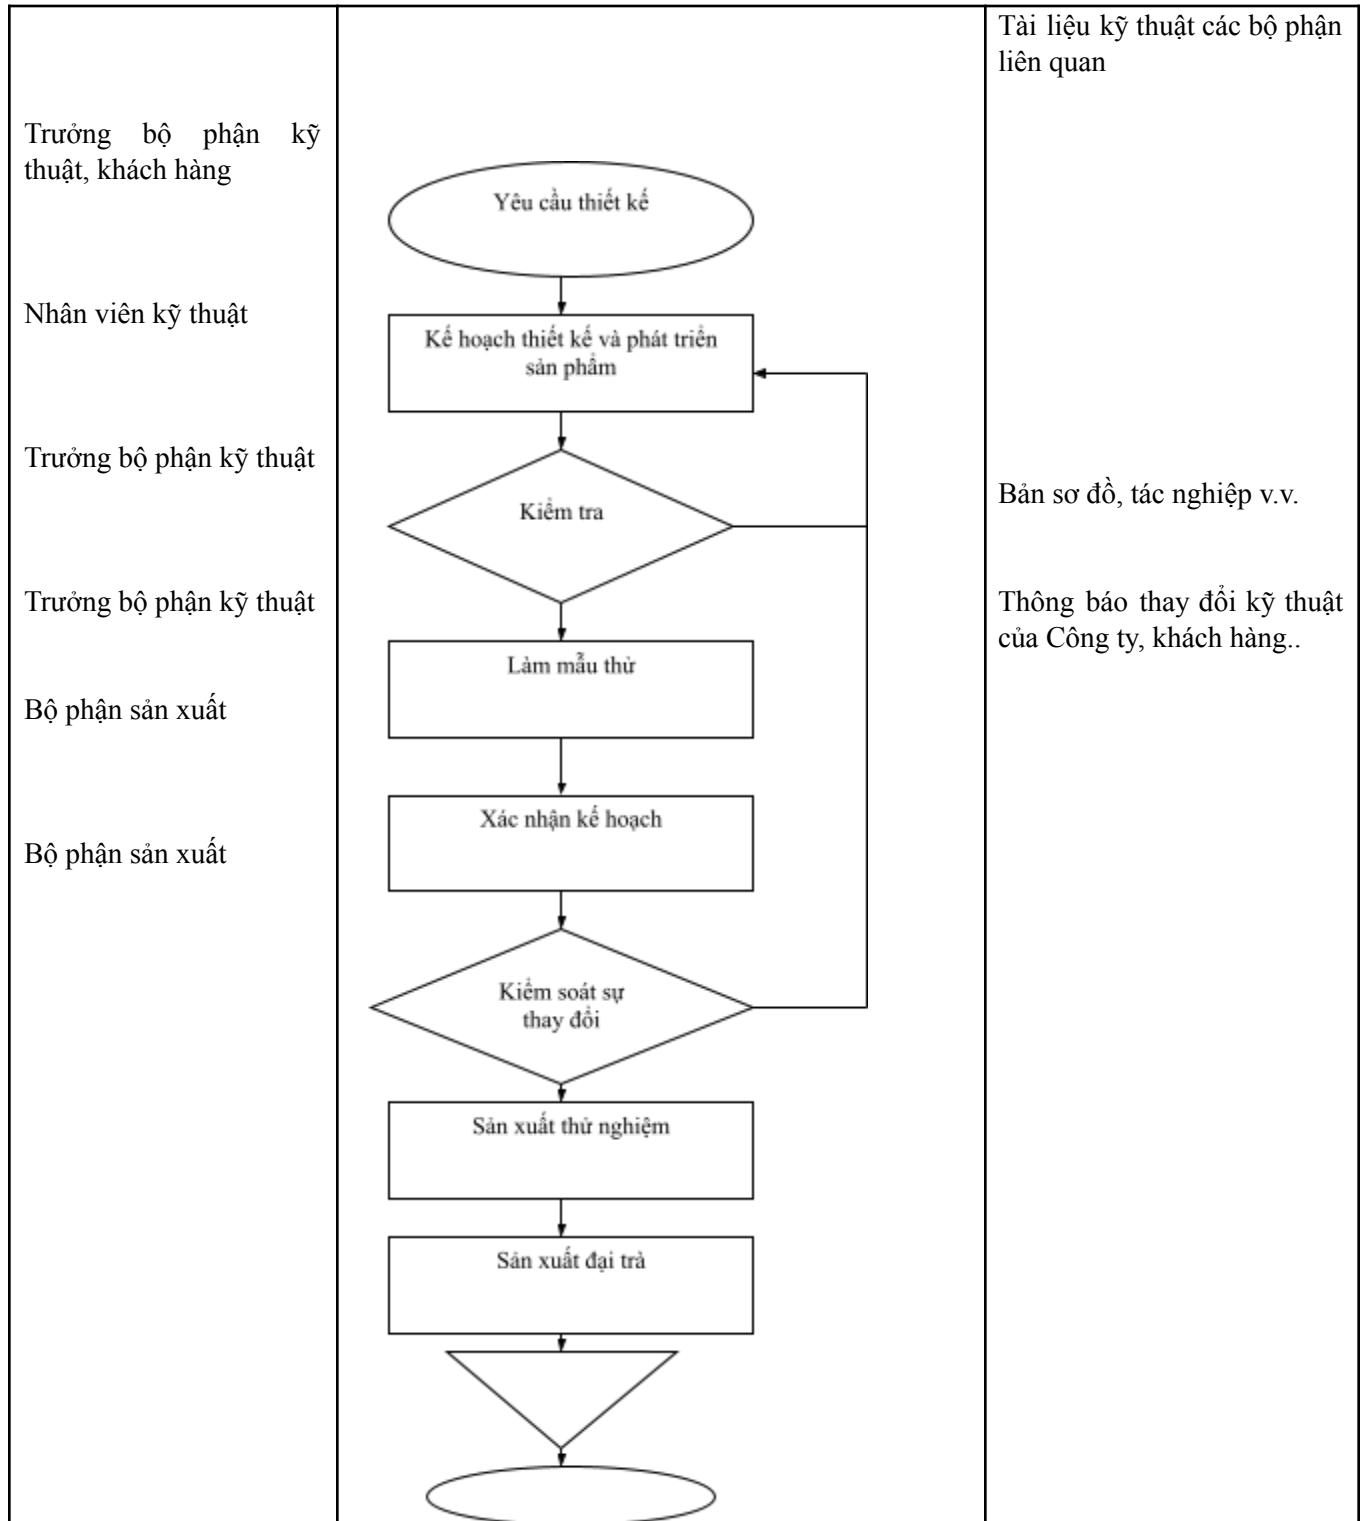 Trưởng bộ phận kỹ
thuật, khách hàng
Nhân viên kỹ thuật
Trưởng bộ phận kỹ thuật
Trưởng bộ phận kỹ thuật
Bộ phận sản xuất
Bộ phận sản xuất
Yêu cầu thiết kế
Kế hoạch thiết kế và phát triển
sản phẩm
Kiểm tra
Làm mẫu thử
Xác nhận kế hoạch
Kiểm soát sự
thay đổi
Sản xuất thử nghiệm
Sản xuất đại trà
Tài liệu kỹ thuật các bộ phận
liên quan
Bản sơ đồ, tác nghiệp v.v.
Thông báo thay đổi kỹ thuật
của Công ty, khách hàng..